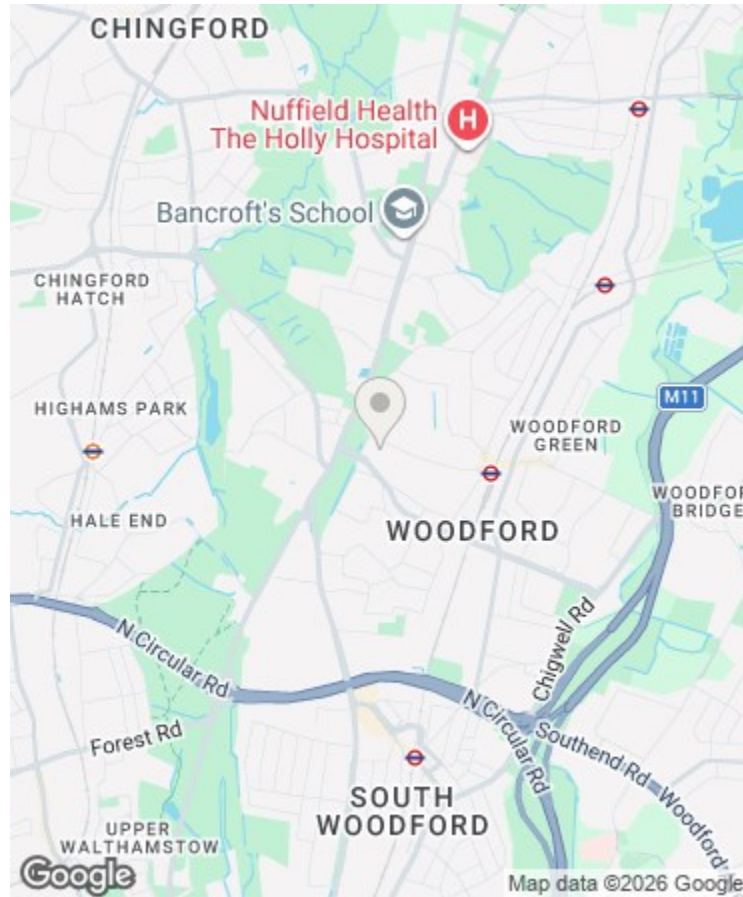 CHINGFORD
Nuffield Health
The Holly Hospital
H
Bancroft's School
CHINGFORD
HATCH
M11
HIGHAMS PARK
WOODFORD
GREEN
WOODFOR
BRIDGE
HALE END
WOODFORD
Chigwell Rd
N Circular Rd
N Circular Rd
Southend Rd
Woodford
Forest Rd
SOUTH
WOODFORD
UPPER
WALTHAMSTOW
Google
Map data ©2026 Google